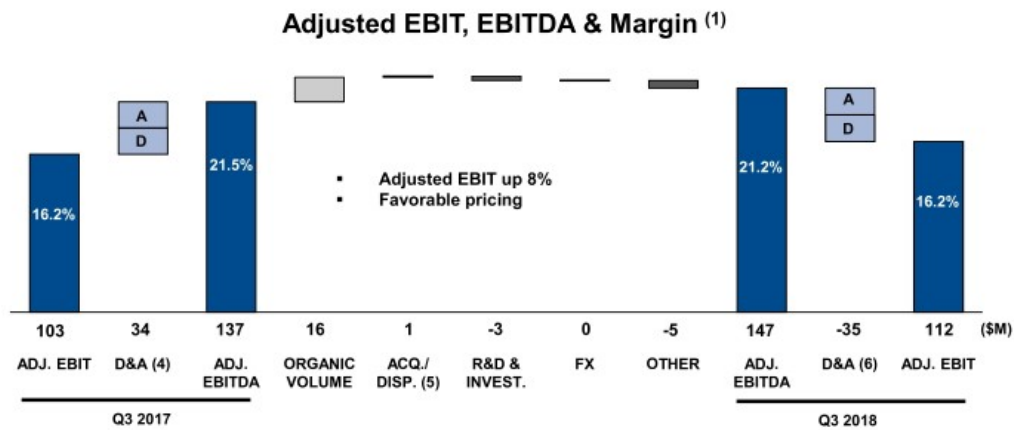 Adjusted EBIT, EBITDA & Margin (1)
A
D
A
D
16.2%
21.5%
21.2%
16.2%
▪ Adjusted EBIT up 8%
▪ Favorable pricing
103 34 137 16 1 -3 0 -5 147 -35 112 ($M)
ADJ. EBIT D&A (4) ADJ. EBITDA ORGANIC VOLUME ACQ./ DISP. (5) R&D & INVEST. FX OTHER ADJ. EBITDA D&A (6) ADJ. EBIT
Q3 2017 Q3 2018